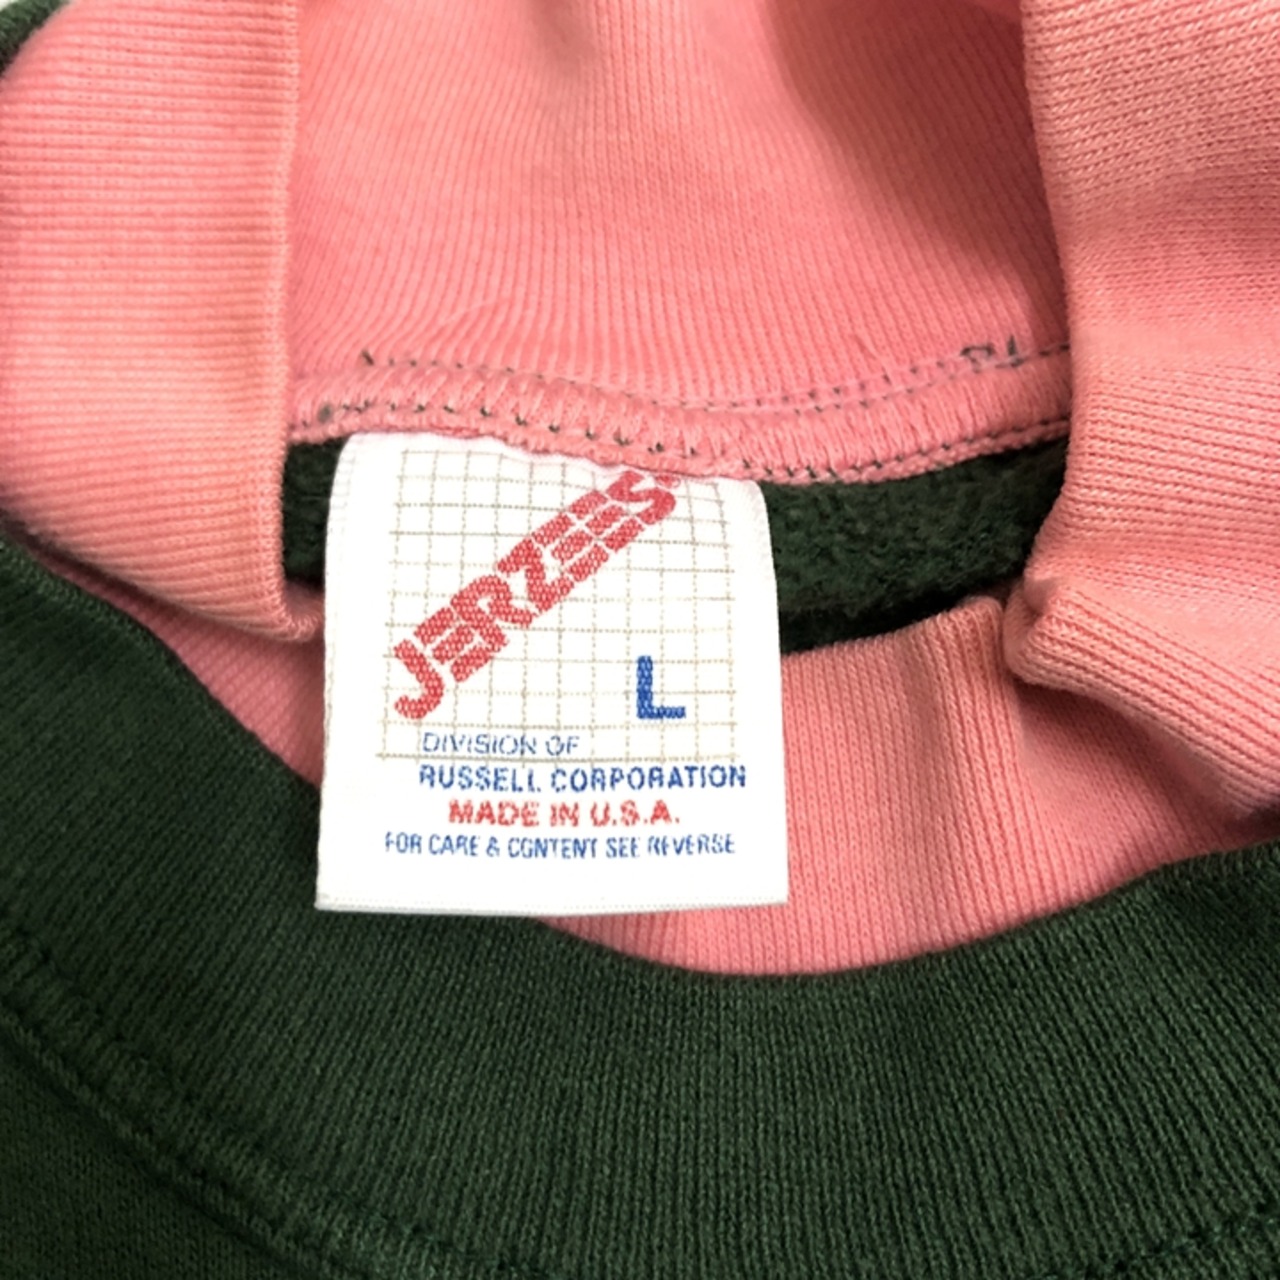 JERZEES
L
DIVISION OF
RUSSELL CORPORATION
MADE IN U.S.A.
FOR CARE & CONTENT SEE REVERSE